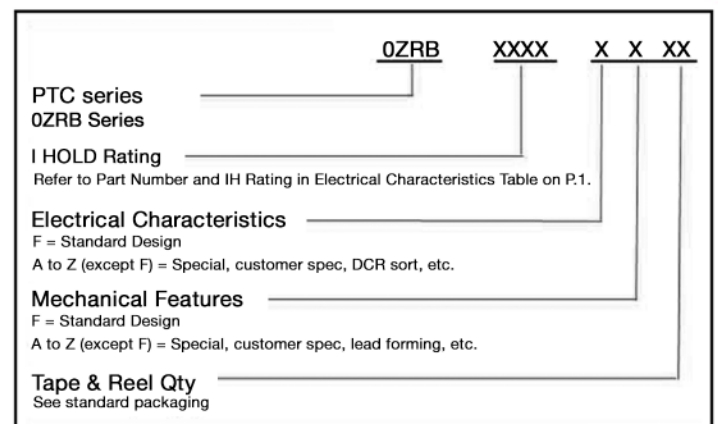 0ZRB XXXX X X XX
PTC series
0ZRB Series
I HOLD Rating
Refer to Part Number and IH Rating in Electrical Characteristics Table on P.1.
Electrical Characteristics
F = Standard Design
A to Z (except F) = Special, customer spec, DCR sort, etc.
Mechanical Features
F = Standard Design
A to Z (except F) = Special, customer spec, lead forming, etc.
Tape & Reel Qty
See standard packaging